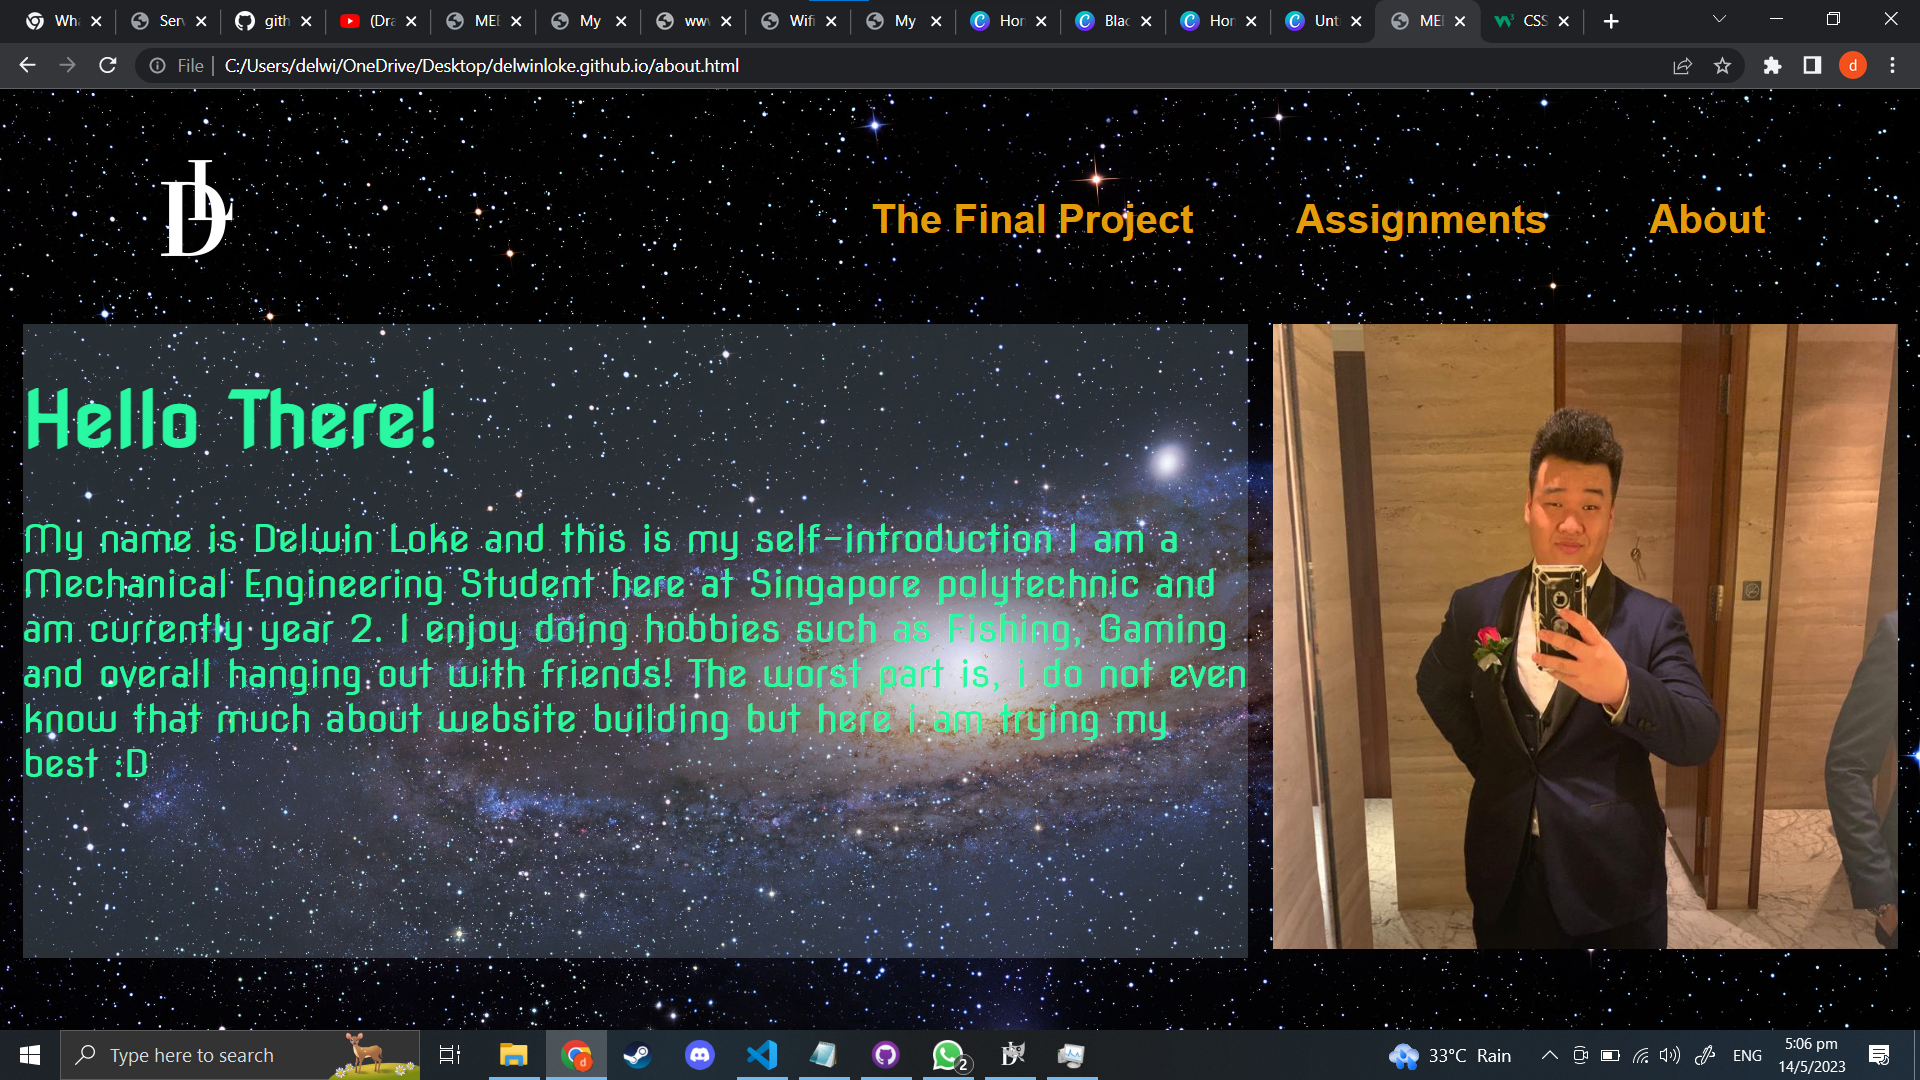 Wha
Ser
gith
(Dra
MEI
My
ww
Wifi
My
Hor
Blac
Hor
Unt
MEI
CSS
File
C:/Users/delwi/OneDrive/Desktop/delwinloke.github.io/about.html
d
DL
The Final Project
Assignments
About
Hello There!
My name is Delwin Loke and this is my self-introduction I am a
Mechanical Engineering Student here at Singapore polytechnic and
am currently year 2. I enjoy doing hobbies such as Fishing, Gaming
and overall hanging out with friends! The worst part is, i do not even
know that much about website building but here i am trying my
best :D
Type here to search
d
2
33°C Rain
ENG
5:06 pm
14/5/2023